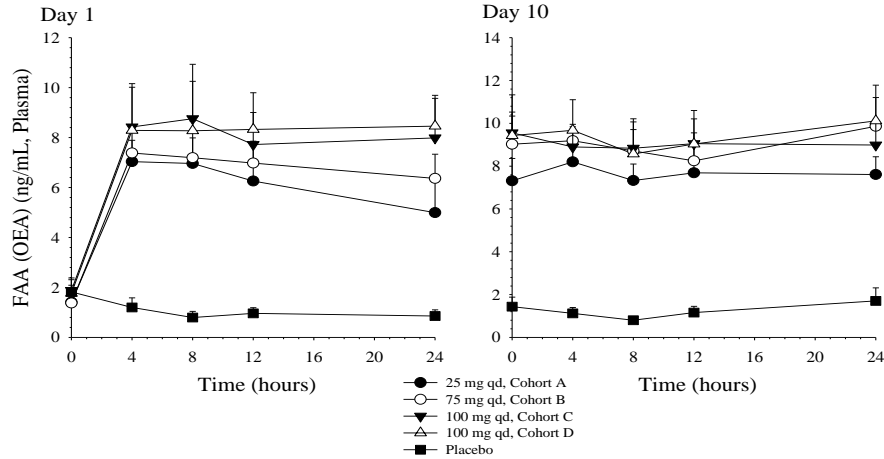 Day 1
Day 10
FAA (OEA) (ng/mL, Plasma)
12
10
8
6
4
2
0
14
12
10
8
6
4
2
0
0 4 8 12 16 20 24
0 4 8 12 16 20 24
Time (hours)
Time (hours)
25 mg qd, Cohort A
75 mg qd, Cohort B
100 mg qd, Cohort C
100 mg qd, Cohort D
Placebo